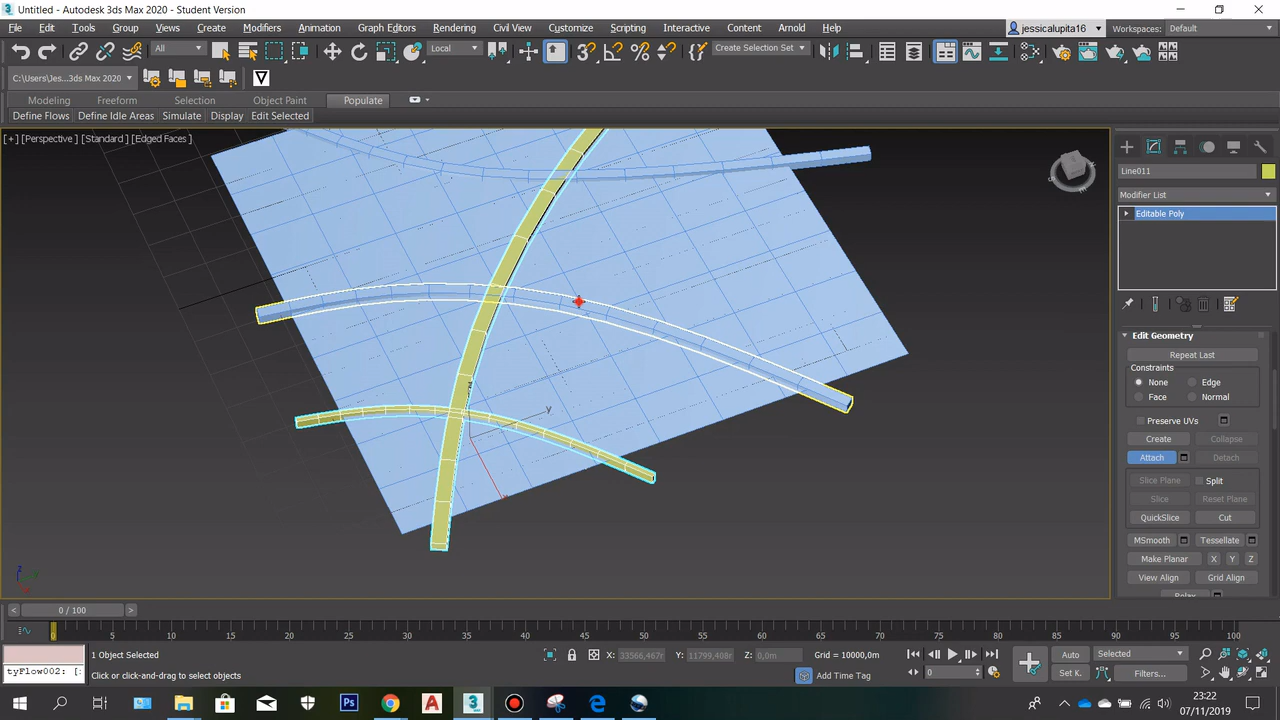 Untitled - Autodesk 3ds Max 2020 - Student Version
File Edit Tools Group Views Create Modifiers Animation Graph Editors Rendering Civil View Customize Scripting Interactive Content Arnold Help jessicalupita16 Workspaces: Default
All Local Create Selection Set
C:\Users\Jes...3ds Max 2020
Modeling Freeform Selection Object Paint Populate
Define Flows Define Idle Areas Simulate Display Edit Selected
[+] [Perspective ] [Standard ] [Edged Faces ]
Line011
Modifier List
Editable Poly
Edit Geometry
Repeat Last
Constraints
None Edge
Face Normal
Preserve UVs
Create Collapse
Attach Detach
Slice Plane Split
Slice Reset Plane
QuickSlice Cut
MSmooth Tessellate
Make Planar X Y Z
View Align Grid Align
Relax
y
x
z
< 0 / 100 >
0 5 10 15 20 25 30 35 40 45 50 55 60 65 70 75 80 85 90 95 100
1 Object Selected X: 33566,467r Y: 11799,408r Z: 0,0m Grid = 10000,0m Auto Selected
tyFlow002: [: Click or click-and-drag to select objects Add Time Tag 0 Set K. Filters...
23:22
07/11/2019